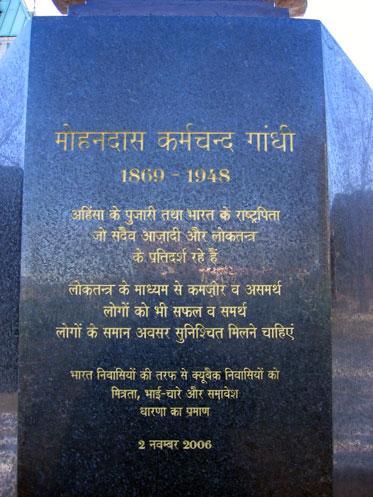 मोहनदास कर्मचन्द गांधी
1869 - 1948
अहिंसा के पुजारी तथा भारत के राष्ट्रपिता
जो सदैव आज़ादी और लोकतन्त्र
के प्रतिदर्श रहे हैं
लोकतन्त्र के माध्यम से कमज़ोर व असमर्थ
लोगों को भी सफल व समर्थ
लोगों के समान अवसर सुनिश्चित मिलने चाहिएं
भारत निवासियों की तरफ से क्यूबैक निवासियों को
मित्रता, भाई-चारे और समावेश
धारणा का प्रमाण
2 नवम्बर 2006